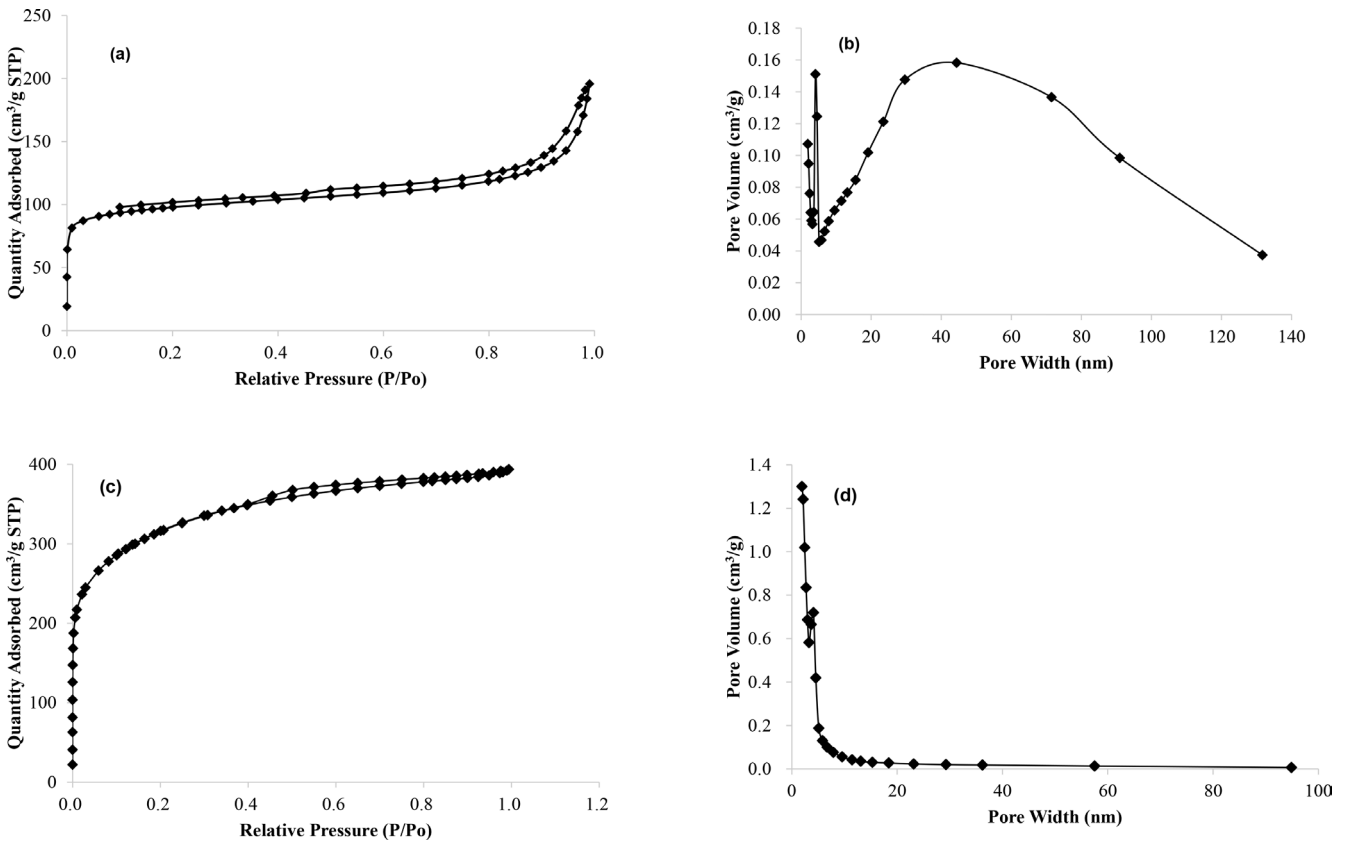 (a)
Quantity Adsorbed (cm³/g STP)
250
200
150
100
50
0
0.0 0.2 0.4 0.6 0.8 1.0
Relative Pressure (P/Po)
(b)
Pore Volume (cm³/g)
0.18
0.16
0.14
0.12
0.10
0.08
0.06
0.04
0.02
0.00
0 20 40 60 80 100 120 140
Pore Width (nm)
(c)
Quantity Adsorbed (cm³/g STP)
400
300
200
100
0
0.0 0.2 0.4 0.6 0.8 1.0 1.2
Relative Pressure (P/Po)
(d)
Pore Volume (cm³/g)
1.4
1.2
1.0
0.8
0.6
0.4
0.2
0.0
0 20 40 60 80 100
Pore Width (nm)